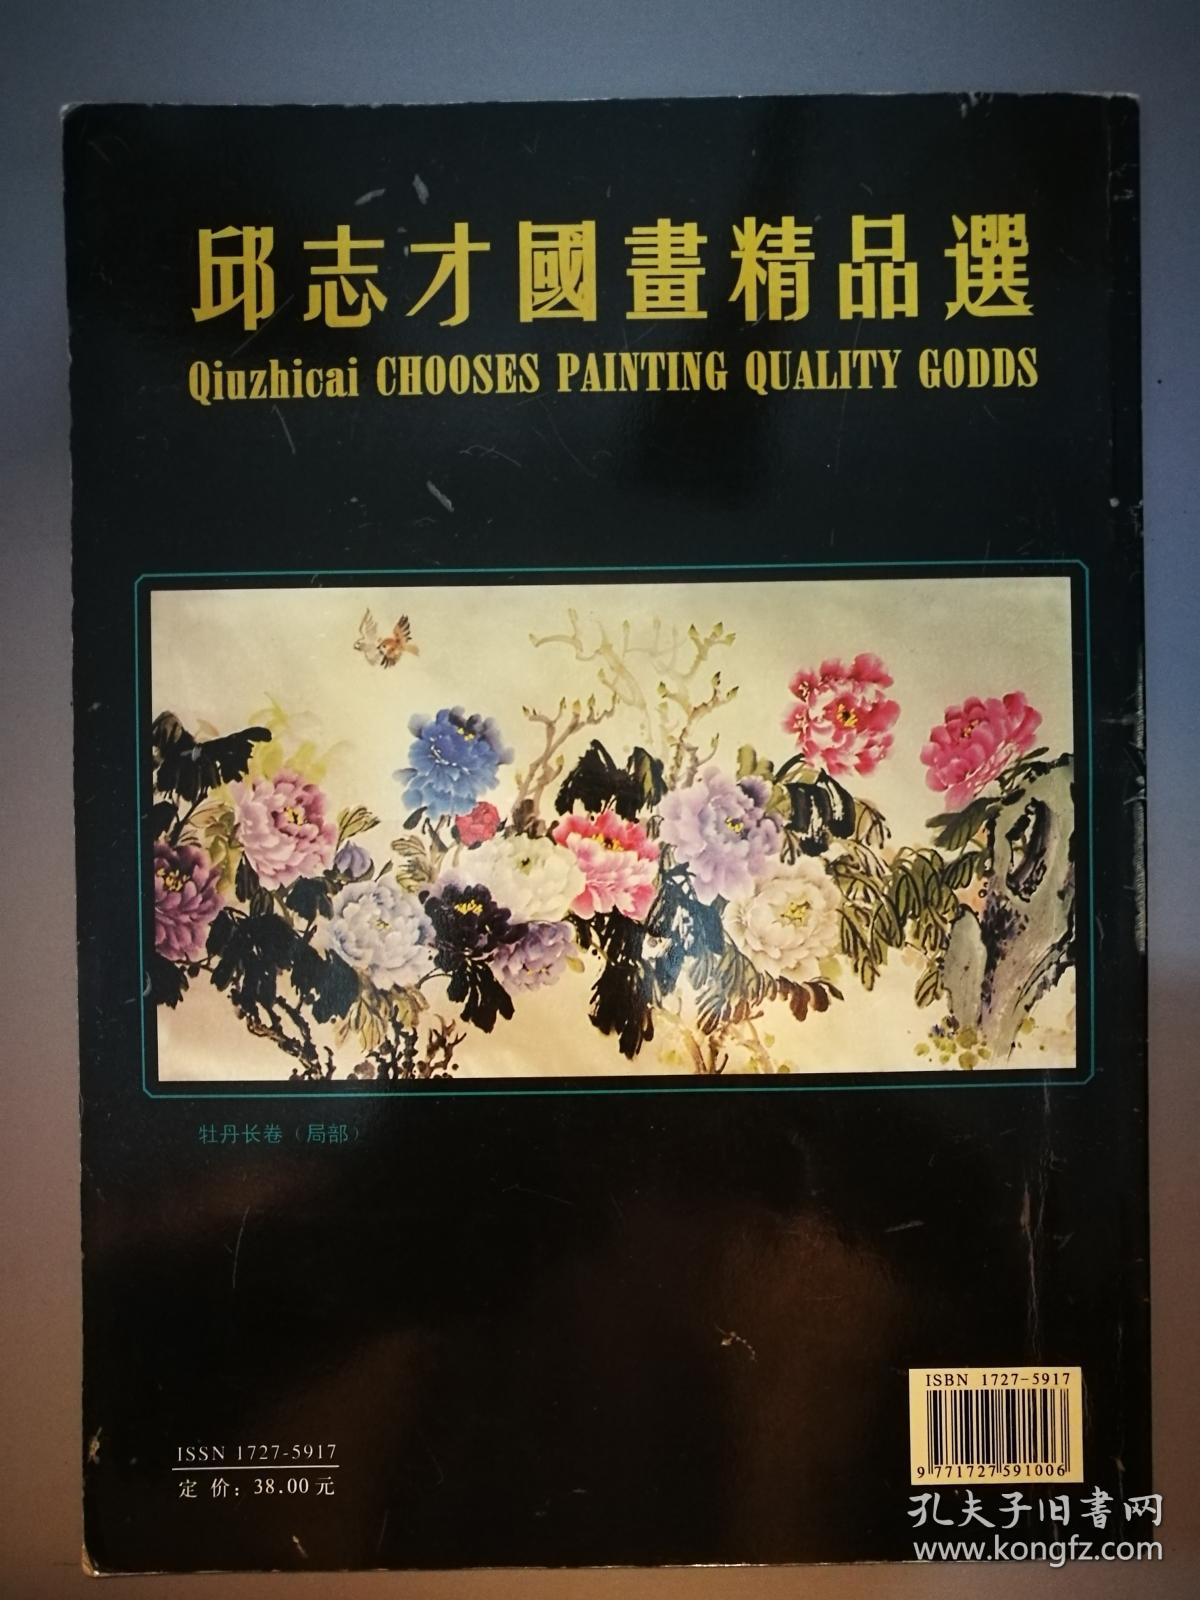 邱志才國畫精品選
Qiuzhicai CHOOSES PAINTING QUALITY GODDS
牡丹长卷（局部）
ISBN 1727-5917
9 771727 591006
ISSN 1727-5917
定 价：38.00元
孔夫子旧書网
www.kongfz.com